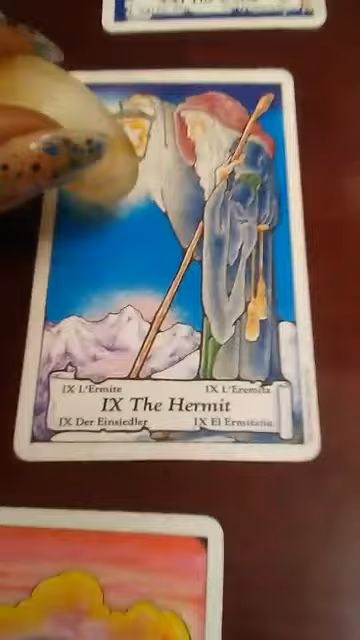 IX L'Ermite IX L'Eremita
IX The Hermit
IX Der Einsiedler IX El Ermitaño